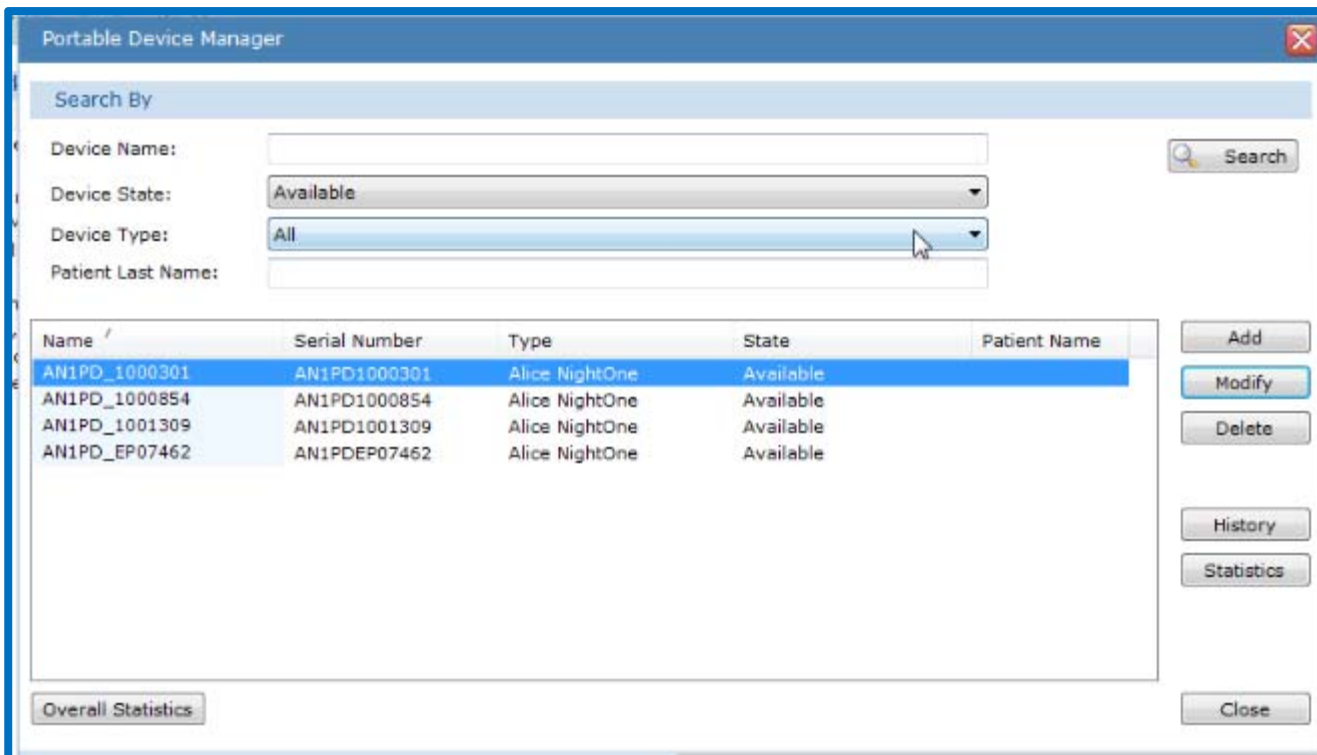 Portable Device Manager
Search By
Device Name:
Search
Device State: Available
Device Type: All
Patient Last Name:
Name Serial Number Type State Patient Name
AN1PD_1000301 AN1PD1000301 Alice NightOne Available
AN1PD_1000854 AN1PD1000854 Alice NightOne Available
AN1PD_1001309 AN1PD1001309 Alice NightOne Available
AN1PD_EP07462 AN1PDEP07462 Alice NightOne Available
Add
Modify
Delete
History
Statistics
Overall Statistics
Close